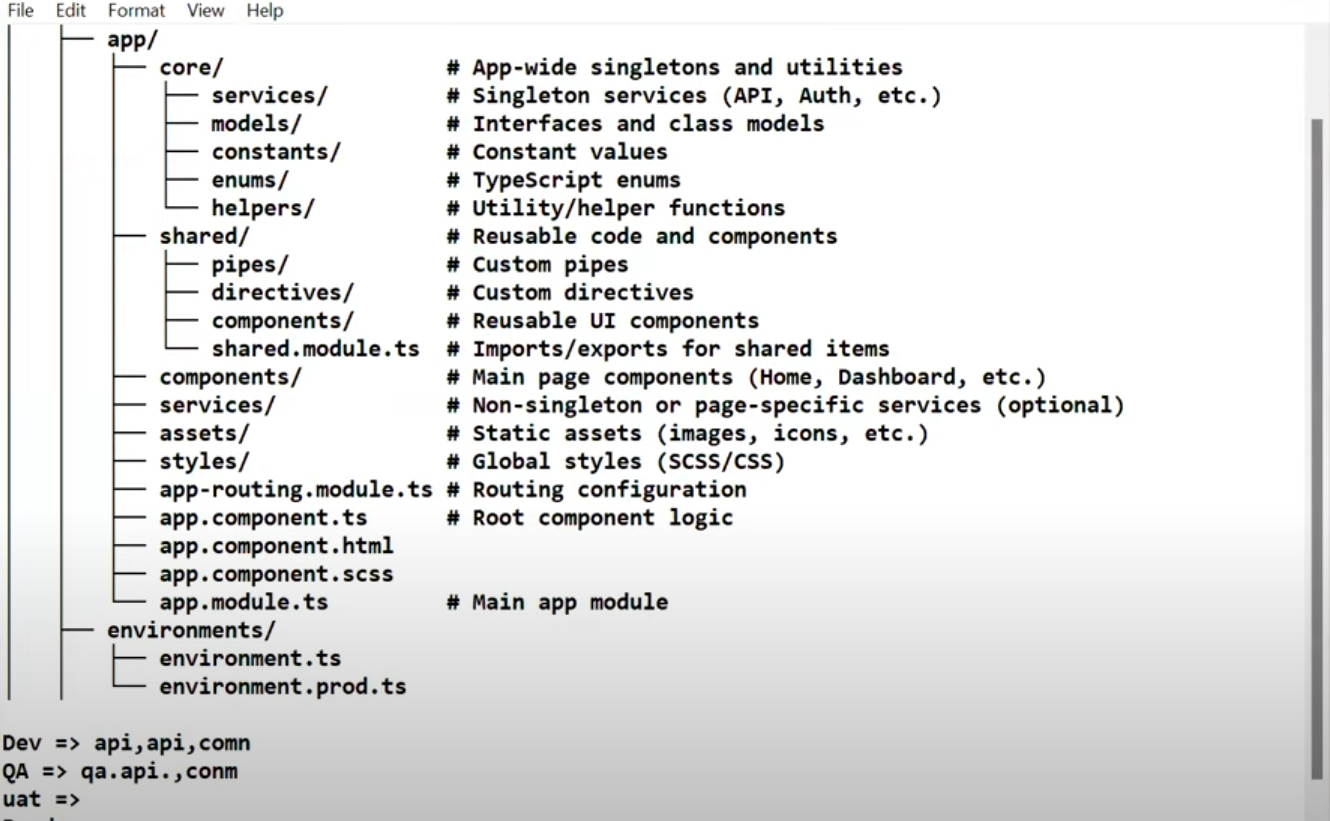 File Edit Format View Help
├── app/
├── core/ # App-wide singletons and utilities
├── services/ # Singleton services (API, Auth, etc.)
├── models/ # Interfaces and class models
├── constants/ # Constant values
├── enums/ # TypeScript enums
└── helpers/ # Utility/helper functions
├── shared/ # Reusable code and components
├── pipes/ # Custom pipes
├── directives/ # Custom directives
├── components/ # Reusable UI components
└── shared.module.ts # Imports/exports for shared items
├── components/ # Main page components (Home, Dashboard, etc.)
├── services/ # Non-singleton or page-specific services (optional)
├── assets/ # Static assets (images, icons, etc.)
├── styles/ # Global styles (SCSS/CSS)
├── app-routing.module.ts # Routing configuration
├── app.component.ts # Root component logic
├── app.component.html
├── app.component.scss
└── app.module.ts # Main app module
├── environments/
├── environment.ts
└── environment.prod.ts
Dev => api,api,comn
QA => qa.api.,conm
uat =>